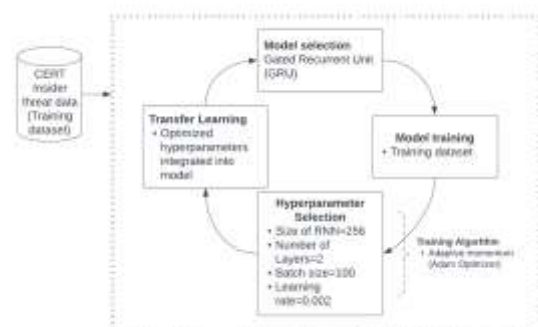 CERT
Insider
threat data
(Training
dataset)
Model selection
Gated Recurrent Unit
(GRU)
Transfer Learning
• Optimized
hyperparameters
integrated into
model
Model training
• Training dataset
Hyperparameter
Selection
• Size of RNN=256
• Number of
Layers=2
• Batch size=100
• Learning
rate=0.002
Training Algorithm
• Adaptive momentum
(Adam Optimizer)